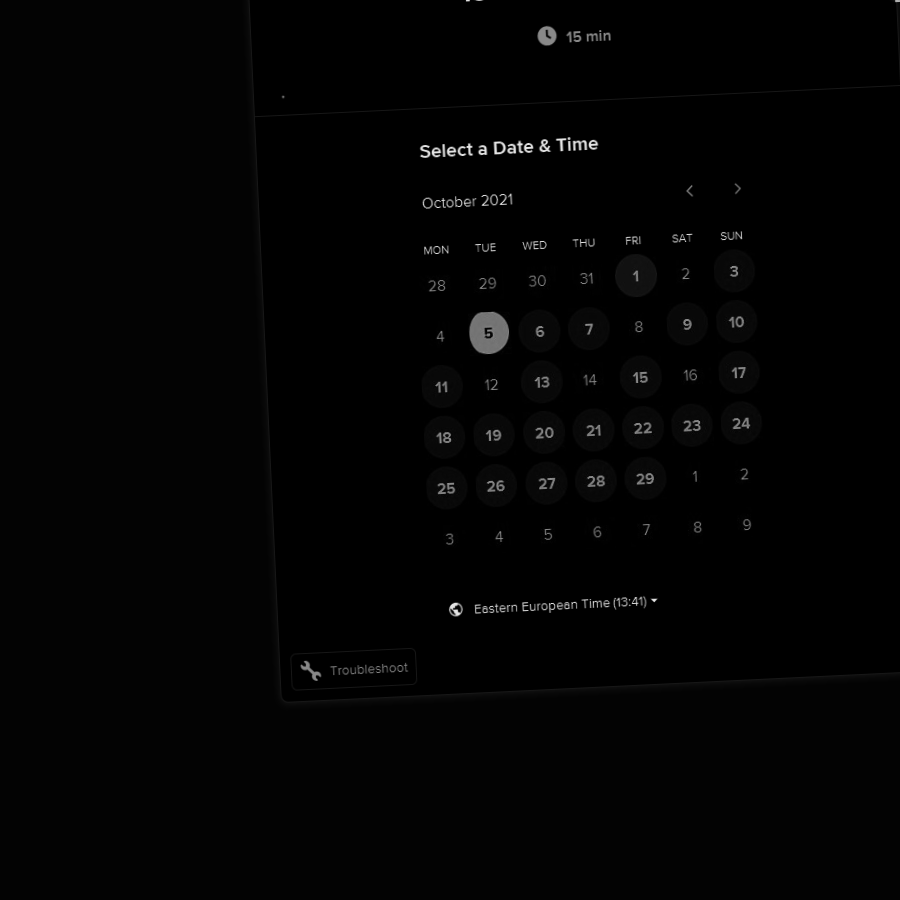 15 min
Select a Date & Time
October 2021
MON TUE WED THU FRI SAT SUN
28 29 30 31 1 2 3
4 5 6 7 8 9 10
11 12 13 14 15 16 17
18 19 20 21 22 23 24
25 26 27 28 29 1 2
3 4 5 6 7 8 9
Eastern European Time (13:41)
Troubleshoot